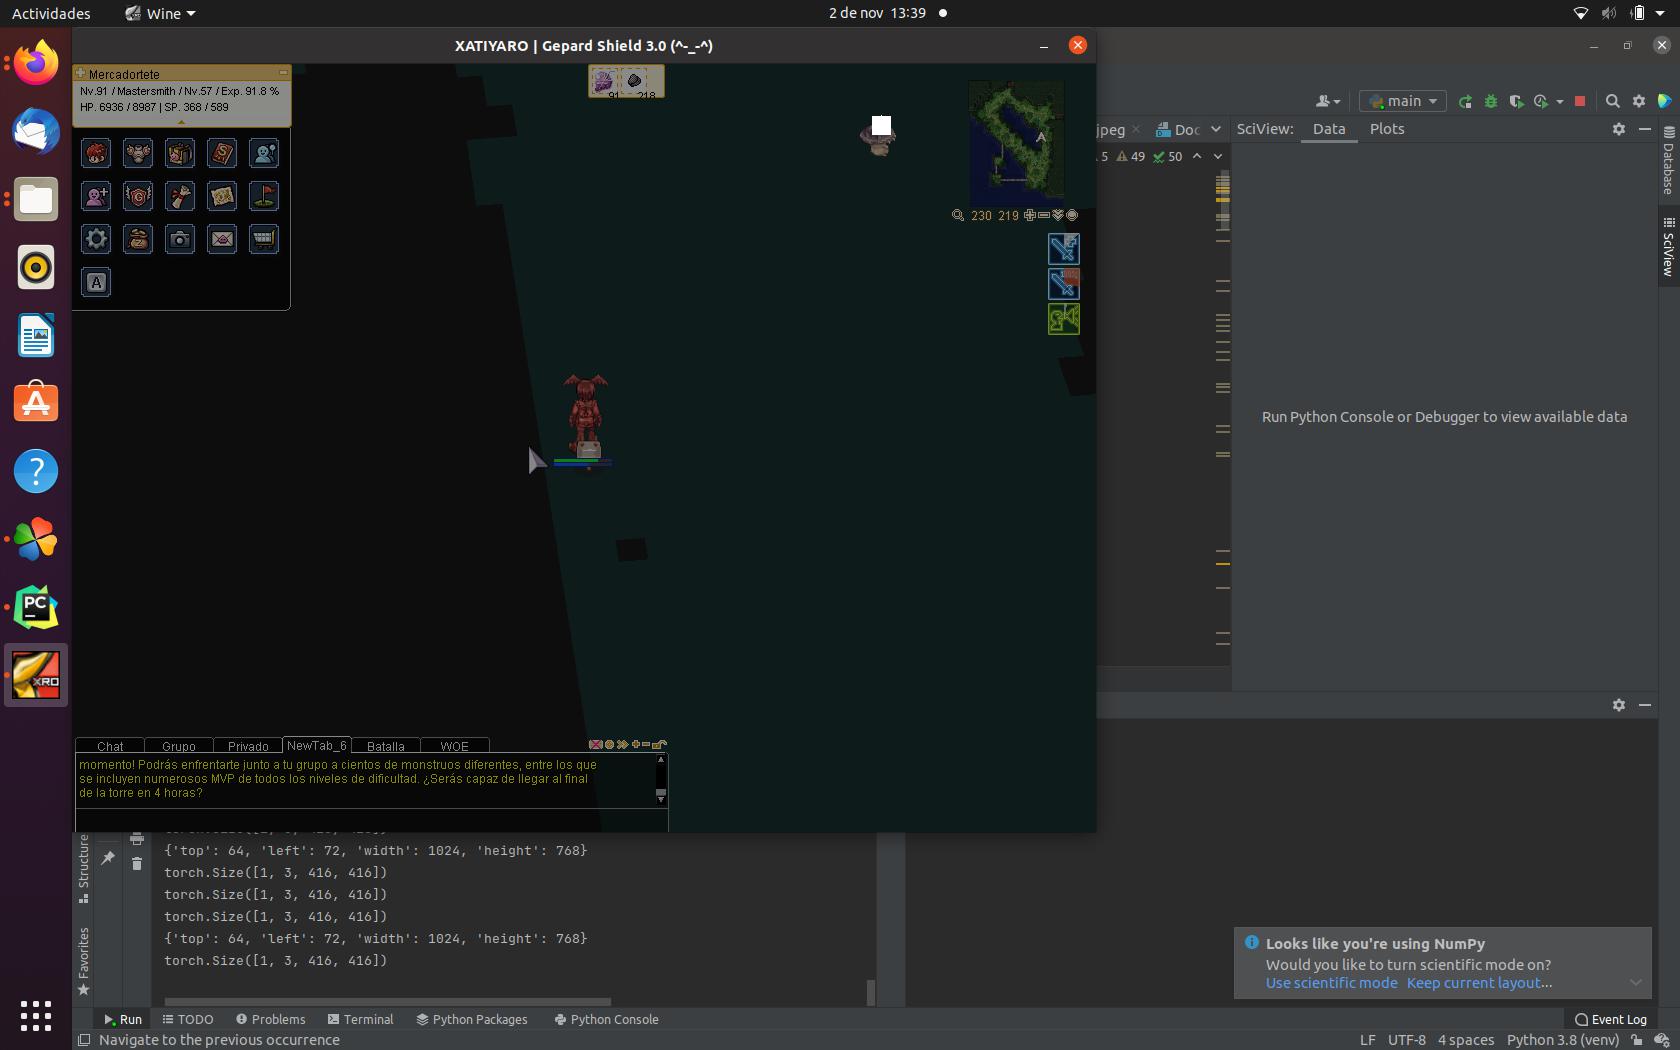 Actividades
Wine
2 de nov 13:39
XATIYARO | Gepard Shield 3.0 (^-_-^)
Mercadortete
Nv.91 / Mastersmith / Nv.57 / Exp. 91.8 %
HP. 6936 / 8987 | SP. 368 / 589
91 218
230 219
main
jpeg
Doc
SciView:
Data
Plots
5
49
50
Database
SciView
Run Python Console or Debugger to view available data
Chat
Grupo
Privado
NewTab_6
Batalla
WOE
momento! Podrás enfrentarte junto a tu grupo a cientos de monstruos diferentes, entre los que
se incluyen numerosos MVP de todos los niveles de dificultad. ¿Serás capaz de llegar al final
de la torre en 4 horas?
{'top': 64, 'left': 72, 'width': 1024, 'height': 768}
torch.Size([1, 3, 416, 416])
torch.Size([1, 3, 416, 416])
torch.Size([1, 3, 416, 416])
{'top': 64, 'left': 72, 'width': 1024, 'height': 768}
torch.Size([1, 3, 416, 416])
Structure
Favorites
Looks like you're using NumPy
Would you like to turn scientific mode on?
Use scientific mode Keep current layout...
Run
TODO
Problems
Terminal
Python Packages
Python Console
Event Log
Navigate to the previous occurrence
LF UTF-8 4 spaces Python 3.8 (venv)
PC
XRO